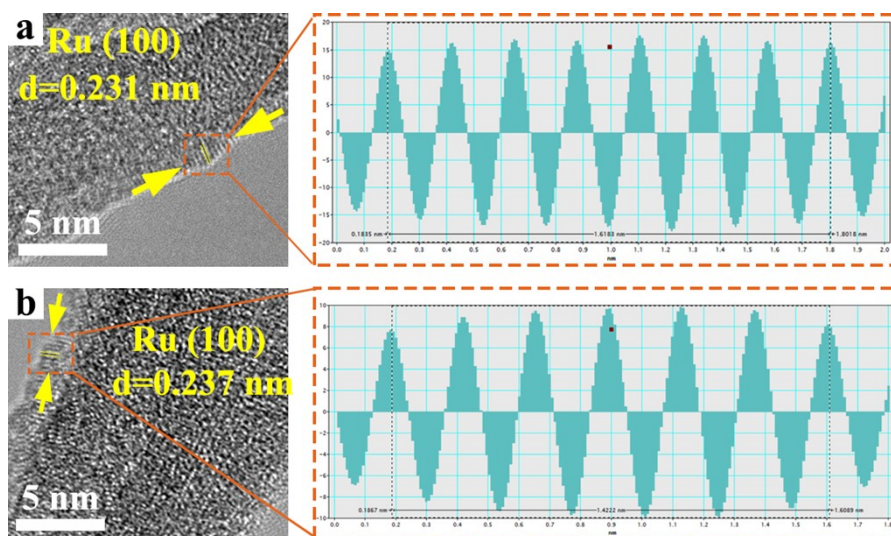 a
Ru (100)
d=0.231 nm
5 nm
20
15
10
5
0
-5
-10
-15
-20
0.1835 nm
1.6183 nm
1.8018 nm
0.0 0.1 0.2 0.3 0.4 0.5 0.6 0.7 0.8 0.9 1.0 1.1 1.2 1.3 1.4 1.5 1.6 1.7 1.8 1.9 2.0
nm
b
Ru (100)
d=0.237 nm
5 nm
10
8
6
4
2
0
-2
-4
-6
-8
-10
0.1867 nm
1.4222 nm
1.6089 nm
0.0 0.1 0.2 0.3 0.4 0.5 0.6 0.7 0.8 0.9 1.0 1.1 1.2 1.3 1.4 1.5 1.6 1.7 1.8
nm